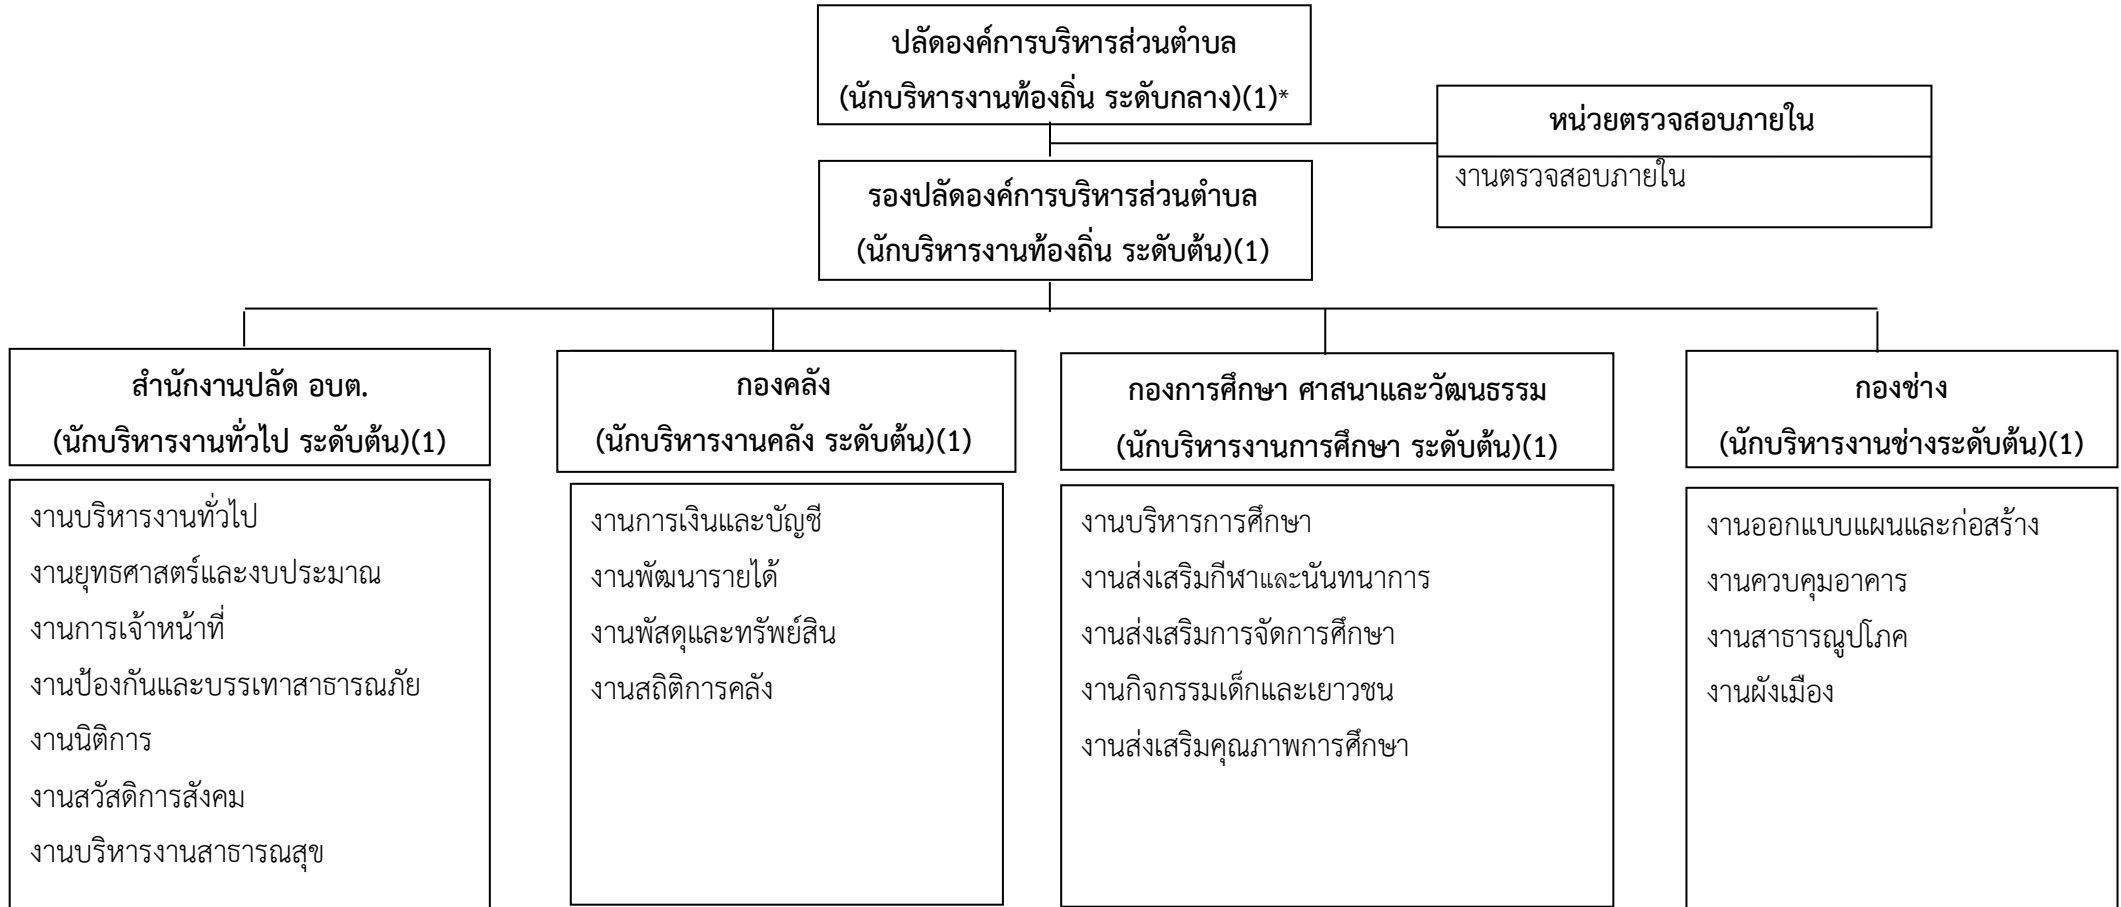 ปลัดองค์การบริหารส่วนตำบล
(นักบริหารงานท้องถิ่น ระดับกลาง)(1)*
หน่วยตรวจสอบภายใน
งานตรวจสอบภายใน
รองปลัดองค์การบริหารส่วนตำบล
(นักบริหารงานท้องถิ่น ระดับต้น)(1)
สำนักงานปลัด อบต.
(นักบริหารงานทั่วไป ระดับต้น)(1)
งานบริหารงานทั่วไป
งานยุทธศาสตร์และงบประมาณ
งานการเจ้าหน้าที่
งานป้องกันและบรรเทาสาธารณภัย
งานนิติการ
งานสวัสดิการสังคม
งานบริหารงานสาธารณสุข
กองคลัง
(นักบริหารงานคลัง ระดับต้น)(1)
งานการเงินและบัญชี
งานพัฒนารายได้
งานพัสดุและทรัพย์สิน
งานสถิติการคลัง
กองการศึกษา ศาสนาและวัฒนธรรม
(นักบริหารงานการศึกษา ระดับต้น)(1)
งานบริหารการศึกษา
งานส่งเสริมกีฬาและนันทนาการ
งานส่งเสริมการจัดการศึกษา
งานกิจกรรมเด็กและเยาวชน
งานส่งเสริมคุณภาพการศึกษา
กองช่าง
(นักบริหารงานช่างระดับต้น)(1)
งานออกแบบแผนและก่อสร้าง
งานควบคุมอาคาร
งานสาธารณูปโภค
งานผังเมือง